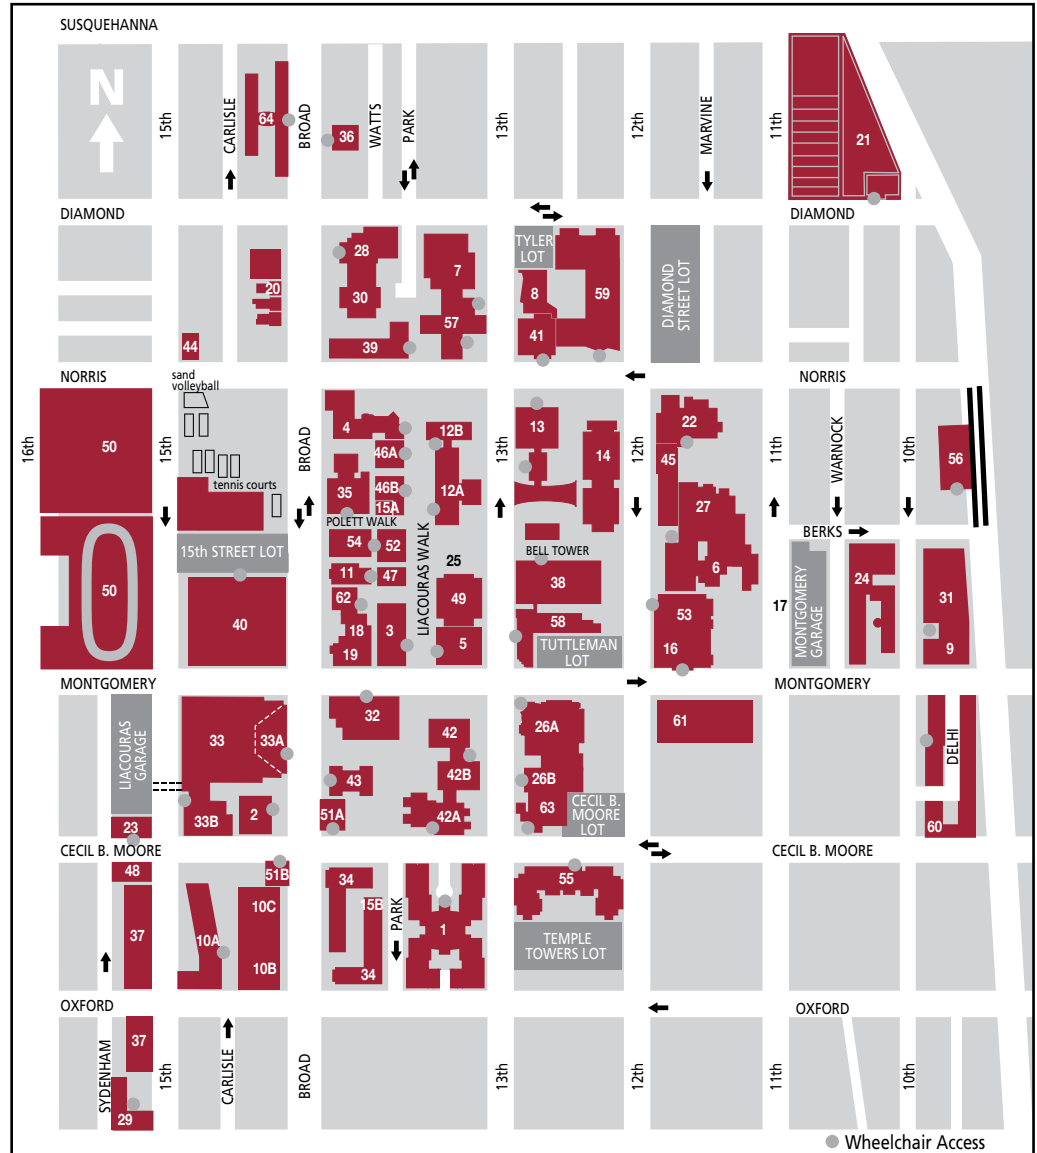 SUSQUEHANNA
N
15th
CARLISLE
64
BROAD
36
WATTS
PARK
13th
12th
MARVINE
11th
21
DIAMOND
DIAMOND
20
44
28
30
39
7
57
TYLER
LOT
8
41
59
DIAMOND
STREET LOT
NORRIS
NORRIS
16th
50
50
15th
sand
volleyball
tennis courts
15th STREET LOT
40
BROAD
4
46A
35
46B
15A
POLETT WALK
54
52
11
47
62
18
19
3
LIACOURAS WALK
12B
12A
25
49
5
13th
13
14
BELL TOWER
38
58
TUTTLEMAN
LOT
12th
22
45
27
6
53
16
11th
17
WARNOCK
10th
56
BERKS
MONTGOMERY
GARAGE
24
31
9
MONTGOMERY
MONTGOMERY
LIACOURAS
GARAGE
33
33A
33B
2
23
32
43
51A
42
42B
42A
26A
26B
63
CECIL B.
MOORE
LOT
61
DELHI
60
CECIL B. MOORE
CECIL B. MOORE
48
37
10A
51B
10C
10B
34
15B
34
PARK
1
55
TEMPLE
TOWERS LOT
OXFORD
OXFORD
SYDENHAM
37
29
15th
CARLISLE
BROAD
13th
12th
11th
10th
Wheelchair Access